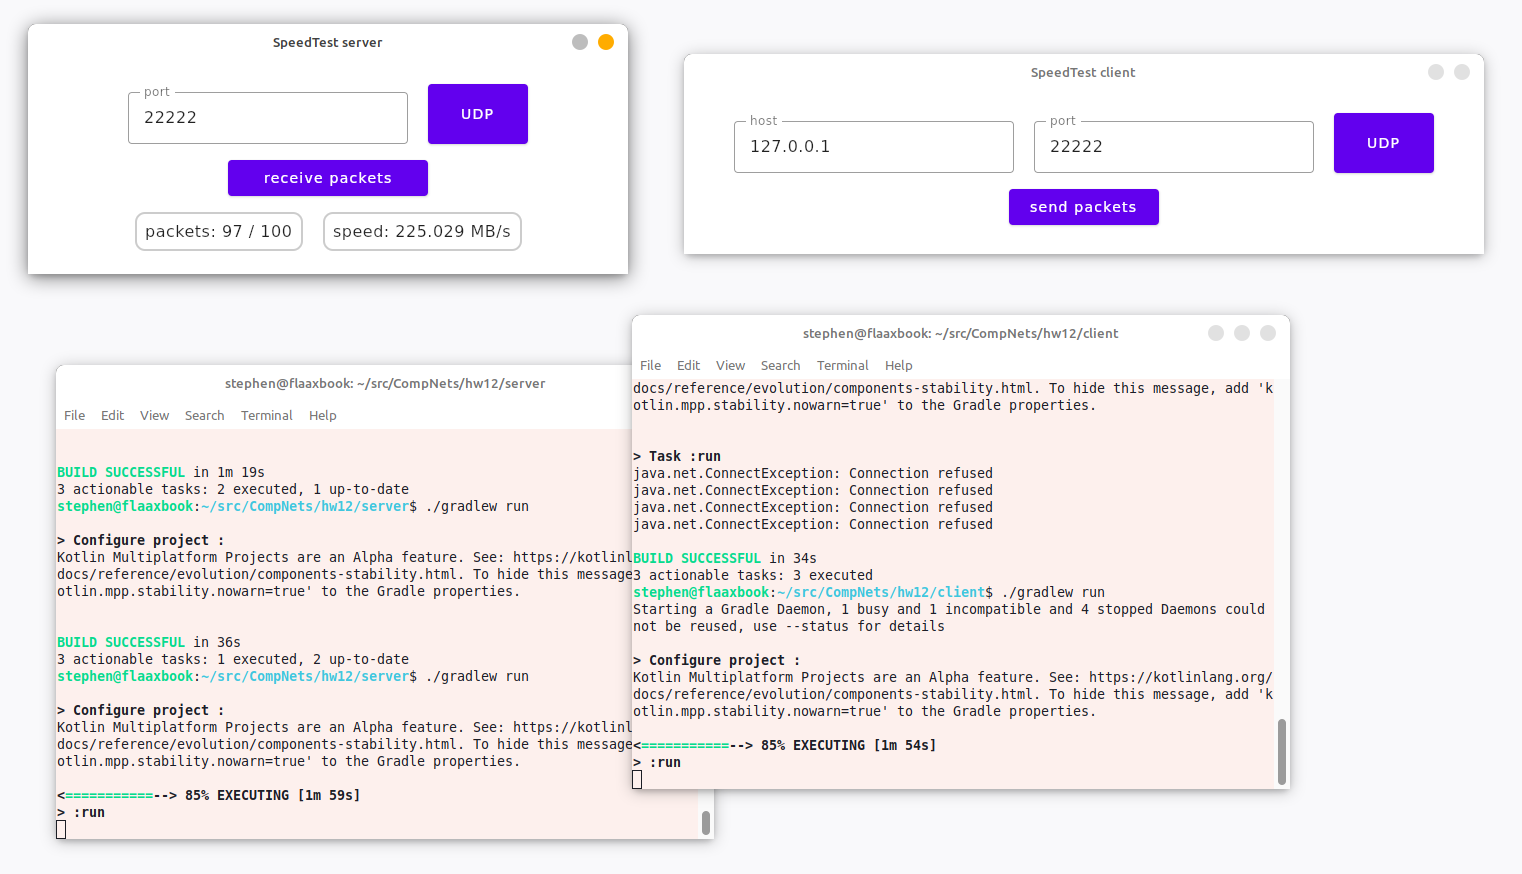 SpeedTest server
port
22222
UDP
receive packets
packets: 97 / 100
speed: 225.029 MB/s
SpeedTest client
host
127.0.0.1
port
22222
UDP
send packets
stephen@flaaxbook: ~/src/CompNets/hw12/server
File Edit View Search Terminal Help
BUILD SUCCESSFUL in 1m 19s
3 actionable tasks: 2 executed, 1 up-to-date
stephen@flaaxbook:~/src/CompNets/hw12/server$ ./gradlew run
> Configure project :
Kotlin Multiplatform Projects are an Alpha feature. See: https://kotlinl
docs/reference/evolution/components-stability.html. To hide this message
otlin.mpp.stability.nowarn=true' to the Gradle properties.
BUILD SUCCESSFUL in 36s
3 actionable tasks: 1 executed, 2 up-to-date
stephen@flaaxbook:~/src/CompNets/hw12/server$ ./gradlew run
> Configure project :
Kotlin Multiplatform Projects are an Alpha feature. See: https://kotlinl
docs/reference/evolution/components-stability.html. To hide this message
otlin.mpp.stability.nowarn=true' to the Gradle properties.
<===========--> 85% EXECUTING [1m 59s]
> :run
stephen@flaaxbook: ~/src/CompNets/hw12/client
File Edit View Search Terminal Help
docs/reference/evolution/components-stability.html. To hide this message, add 'k
otlin.mpp.stability.nowarn=true' to the Gradle properties.
> Task :run
java.net.ConnectException: Connection refused
java.net.ConnectException: Connection refused
java.net.ConnectException: Connection refused
java.net.ConnectException: Connection refused
BUILD SUCCESSFUL in 34s
3 actionable tasks: 3 executed
stephen@flaaxbook:~/src/CompNets/hw12/client$ ./gradlew run
Starting a Gradle Daemon, 1 busy and 1 incompatible and 4 stopped Daemons could
not be reused, use --status for details
> Configure project :
Kotlin Multiplatform Projects are an Alpha feature. See: https://kotlinlang.org/
docs/reference/evolution/components-stability.html. To hide this message, add 'k
otlin.mpp.stability.nowarn=true' to the Gradle properties.
<===========--> 85% EXECUTING [1m 54s]
> :run